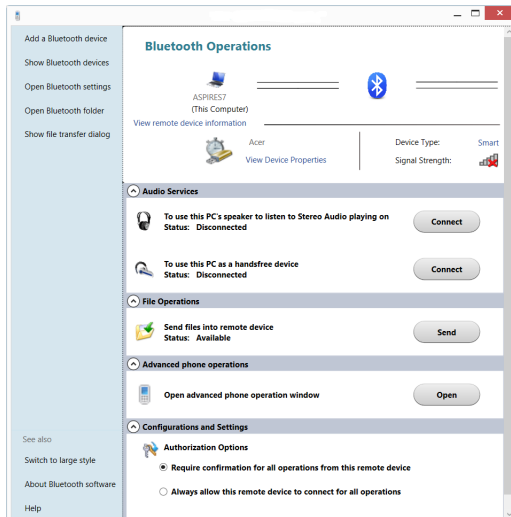 Add a Bluetooth device
Show Bluetooth devices
Open Bluetooth settings
Open Bluetooth folder
Show file transfer dialog
See also
Switch to large style
About Bluetooth software
Help
Bluetooth Operations
ASPIRES7
(This Computer)
View remote device information
Acer
View Device Properties
Device Type: Smart
Signal Strength:
Audio Services
To use this PC's speaker to listen to Stereo Audio playing on
Status: Disconnected
Connect
To use this PC as a handsfree device
Status: Disconnected
Connect
File Operations
Send files into remote device
Status: Available
Send
Advanced phone operations
Open advanced phone operation window
Open
Configurations and Settings
Authorization Options
Require confirmation for all operations from this remote device
Always allow this remote device to connect for all operations